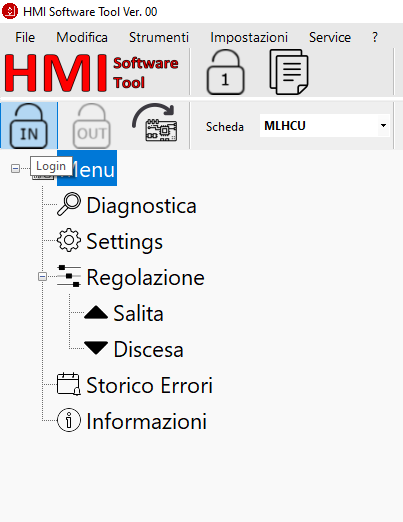 HMI Software Tool Ver. 00
File Modifica Strumenti Impostazioni Service ?
HMI Software Tool
1
IN OUT Scheda MLHCU
Login
Menu
Diagnostica
Settings
Regolazione
Salita
Discesa
Storico Errori
Informazioni